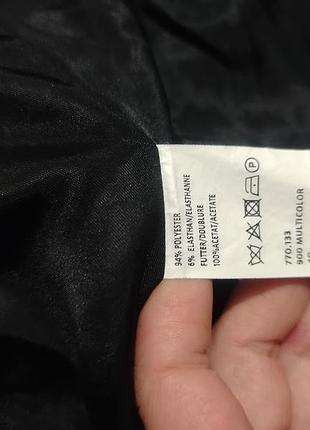 94% POLYESTER
6% ELASTHAN/ELASTHANNE
FUTTER/DOUBLURE
100%ACETAT/ACETATE
P
770.133
900 MULTICOLOR